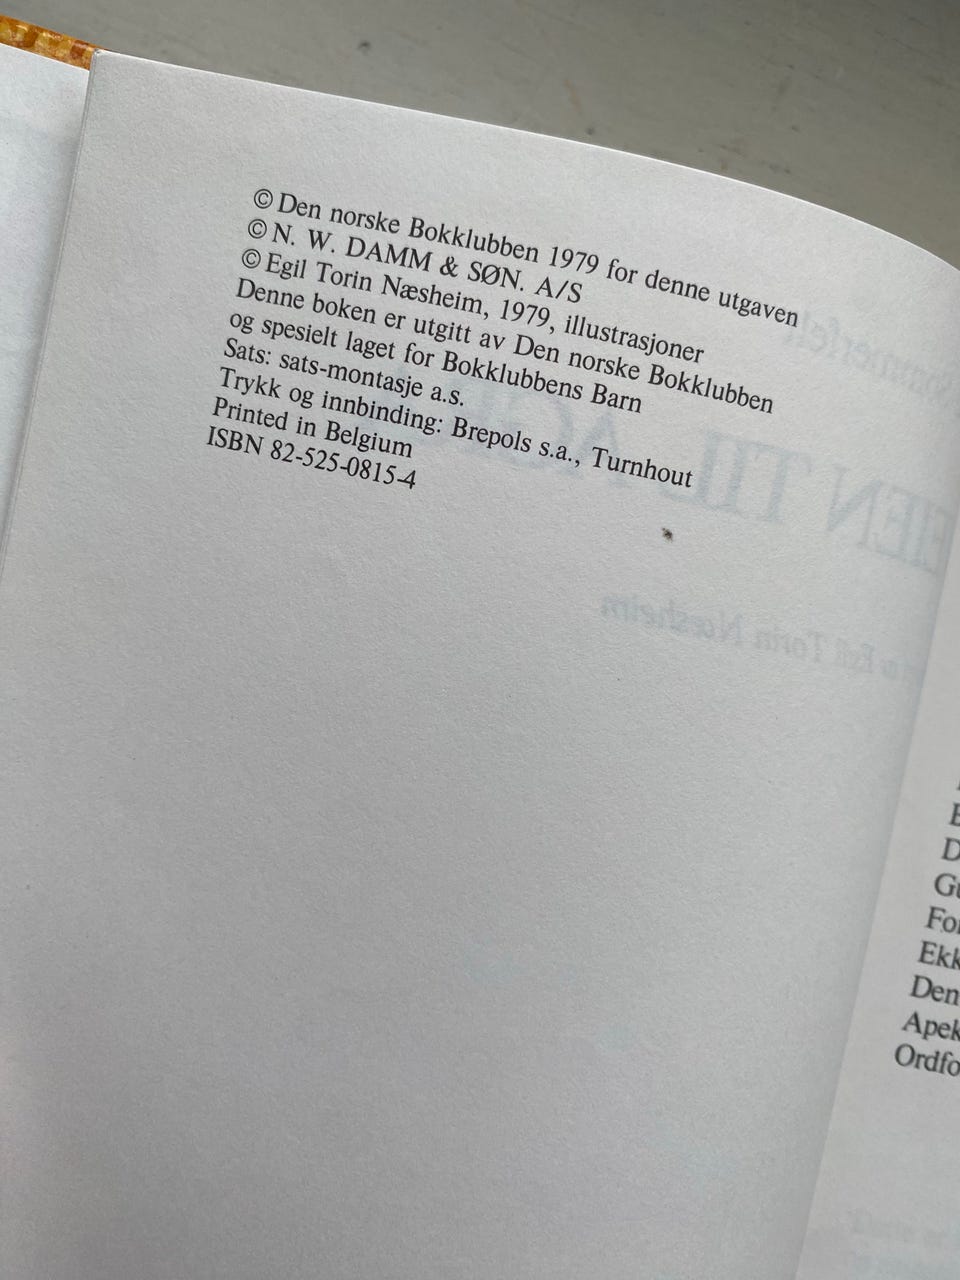 © Den norske Bokklubben 1979 for denne utgaven
© N. W. DAMM & SØN. A/S
© Egil Torin Næsheim, 1979, illustrasjoner
Denne boken er utgitt av Den norske Bokklubben
og spesielt laget for Bokklubbens Barn
Sats: sats-montasje a.s.
Trykk og innbinding: Brepols s.a., Turnhout
Printed in Belgium
ISBN 82-525-0815-4
Den